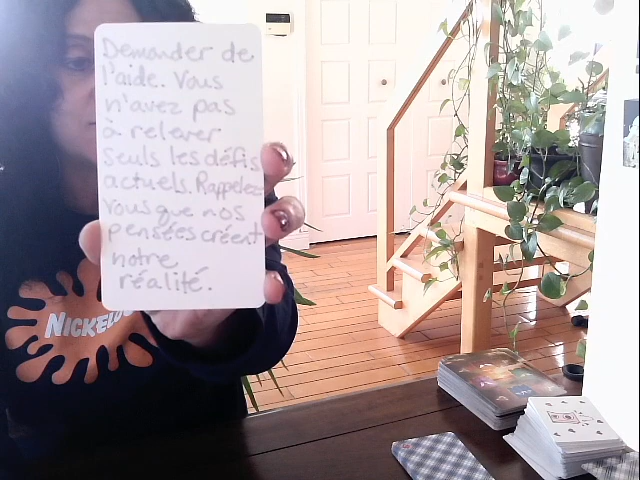 Demander de
l'aide. Vous
n'avez pas
à relever
seuls les défis
actuels. Rappelez
vous que nos
pensées créent
notre
réalité.
NICKELO